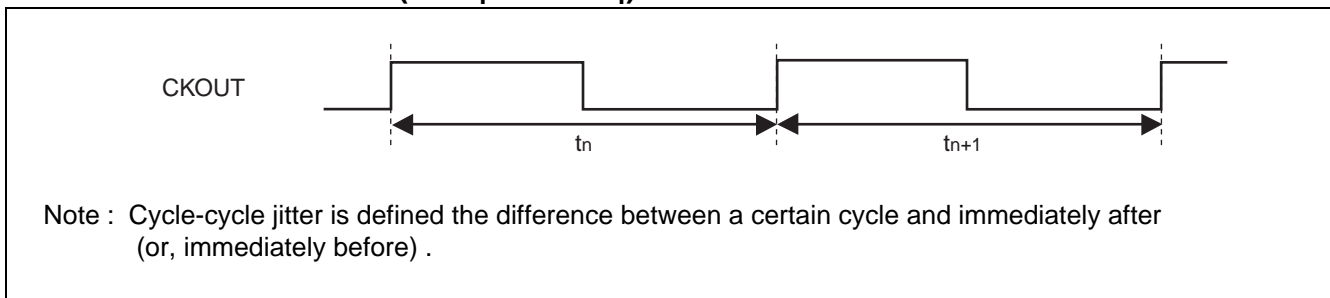 CKOUT
tn
tn+1
Note : Cycle-cycle jitter is defined the difference between a certain cycle and immediately after
(or, immediately before) .